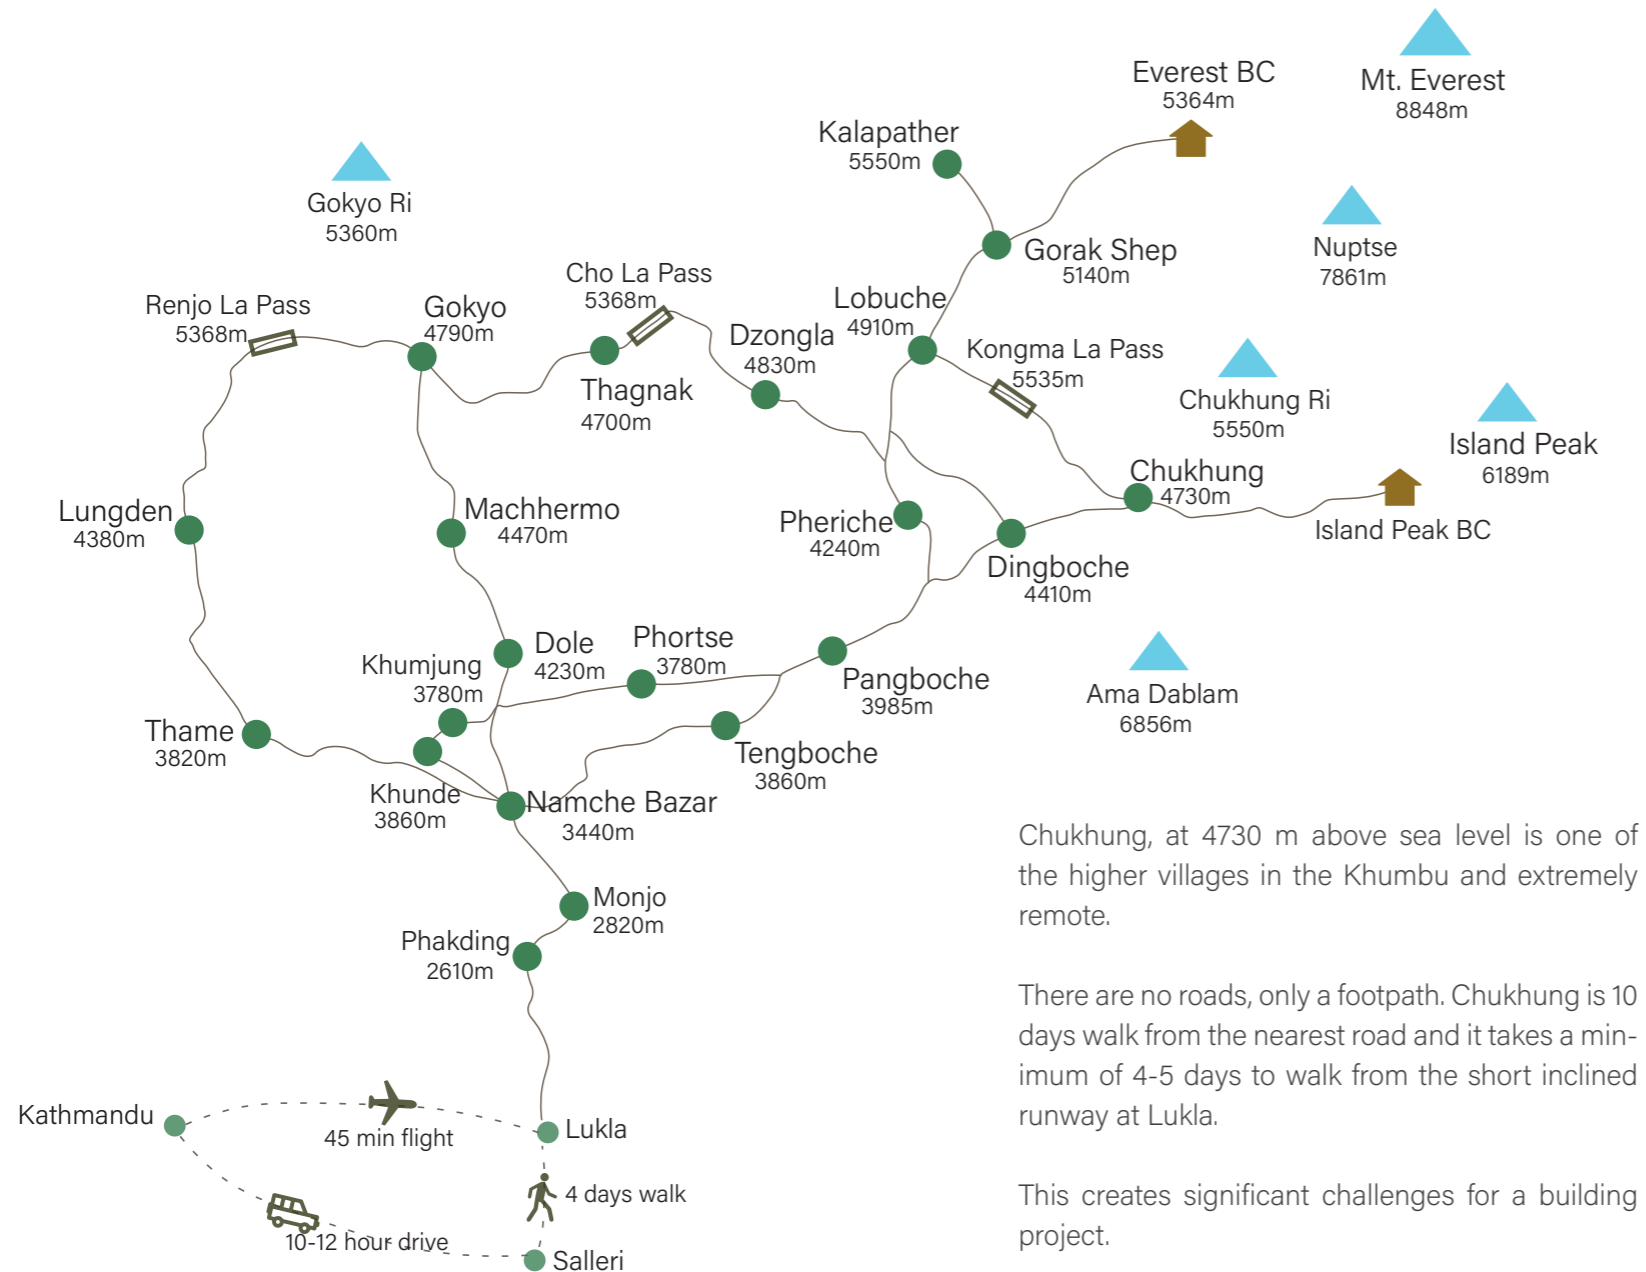 Everest BC
5364m
Mt. Everest
8848m
Kalapather
5550m
Gokyo Ri
5360m
Nuptse
7861m
Gorak Shep
5140m
Cho La Pass
5368m
Renjo La Pass
5368m
Gokyo
4790m
Lobuche
4910m
Dzongla
4830m
Kongma La Pass
5535m
Thagnak
4700m
Chukhung Ri
5550m
Island Peak
6189m
Chukhung
4730m
Lungden
4380m
Machhermo
4470m
Pheriche
4240m
Island Peak BC
Dingboche
4410m
Dole
4230m
Phortse
3780m
Khumjung
3780m
Pangboche
3985m
Ama Dablam
6856m
Thame
3820m
Tengboche
3860m
Khunde
3860m
Namche Bazar
3440m
Monjo
2820m
Phakding
2610m
Kathmandu
45 min flight
Lukla
4 days walk
10-12 hour drive
Salleri
Chukhung, at 4730 m above sea level is one of
the higher villages in the Khumbu and extremely
remote.
There are no roads, only a footpath. Chukhung is 10
days walk from the nearest road and it takes a min-
imum of 4-5 days to walk from the short inclined
runway at Lukla.
This creates significant challenges for a building
project.